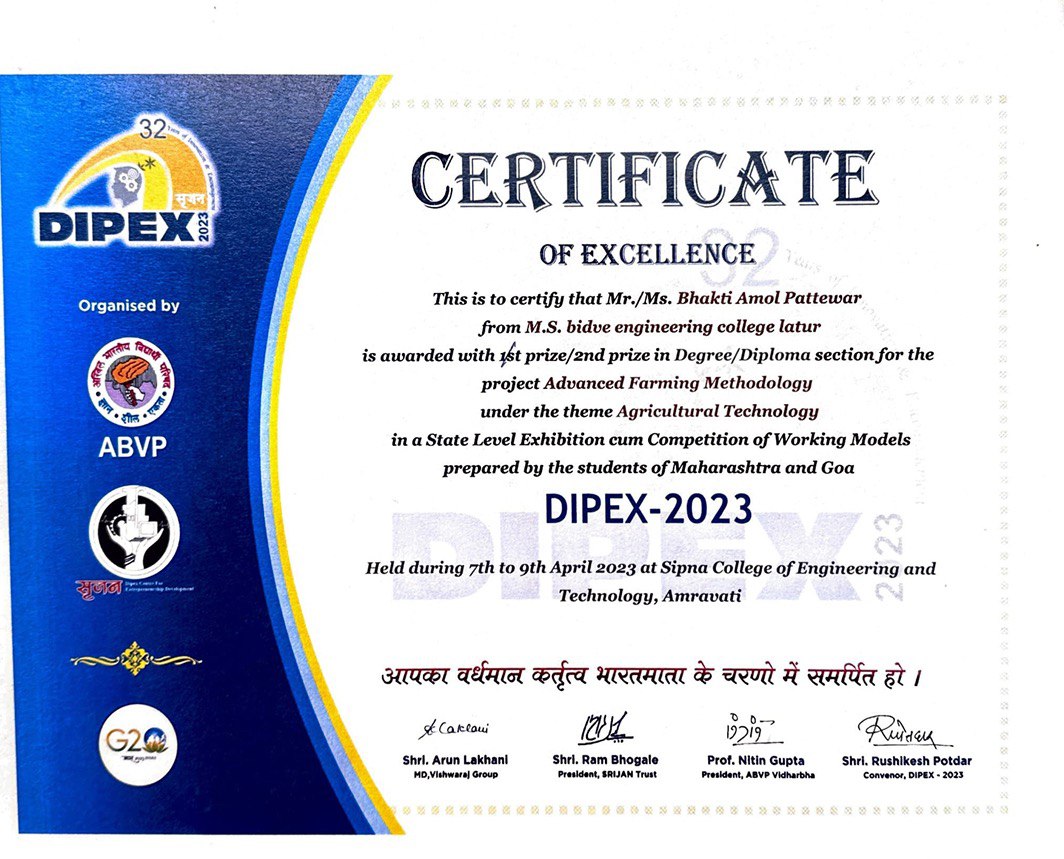 32
सृजन
DIPEX 2023
Organised by
अखिल भारतीय विद्यार्थी परिषद
ज्ञान • शील • एकता
ABVP
सृजन
G20
CERTIFICATE
OF EXCELLENCE
32 Years of
This is to certify that Mr./Ms. Bhakti Amol Pattewar
from M.S. bidve engineering college latur
is awarded with 1st prize/2nd prize in Degree/Diploma section for the
project Advanced Farming Methodology
under the theme Agricultural Technology
in a State Level Exhibition cum Competition of Working Models
prepared by the students of Maharashtra and Goa
DIPEX-2023
DIPEX 2023
Held during 7th to 9th April 2023 at Sipna College of Engineering and
Technology, Amravati
आपका वर्धमान कर्तृत्व भारतमाता के चरणो में समर्पित हो ।
Shri. Arun Lakhani
MD,Vishwaraj Group
Shri. Ram Bhogale
President, SRIJAN Trust
Prof. Nitin Gupta
President, ABVP Vidharbha
Shri. Rushikesh Potdar
Convenor, DIPEX - 2023